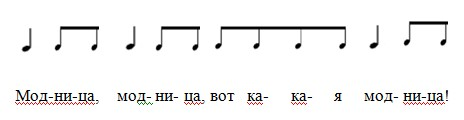 Мод-ни-ца, мод- ни- ца, вот ка- ка- я мод- ни-ца!